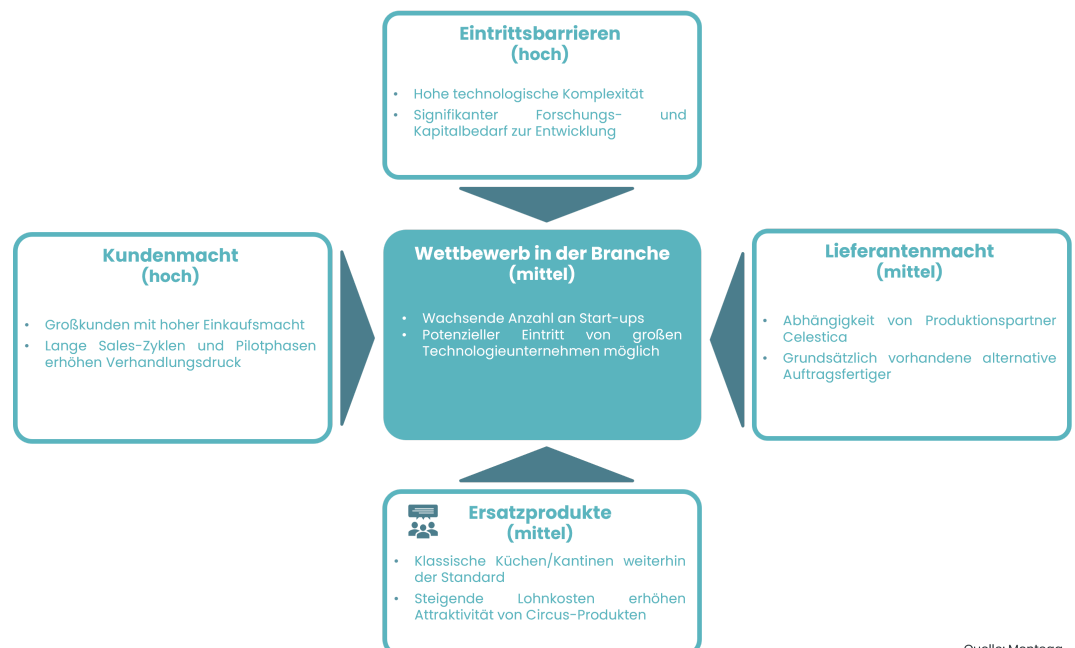 Eintrittsbarrieren
(hoch)
• Hohe technologische Komplexität
• Signifikanter Forschungs- und
Kapitalbedarf zur Entwicklung
Kundenmacht
(hoch)
• Großkunden mit hoher Einkaufsmacht
• Lange Sales-Zyklen und Pilotphasen
erhöhen Verhandlungsdruck
Wettbewerb in der Branche
(mittel)
• Wachsende Anzahl an Start-ups
• Potenzieller Eintritt von großen
Technologieunternehmen möglich
Lieferantenmacht
(mittel)
• Abhängigkeit von Produktionspartner
Celestica
• Grundsätzlich vorhandene alternative
Auftragsfertiger
Ersatzprodukte
(mittel)
• Klassische Küchen/Kantinen weiterhin
der Standard
• Steigende Lohnkosten erhöhen
Attraktivität von Circus-Produkten
Quelle: Montega